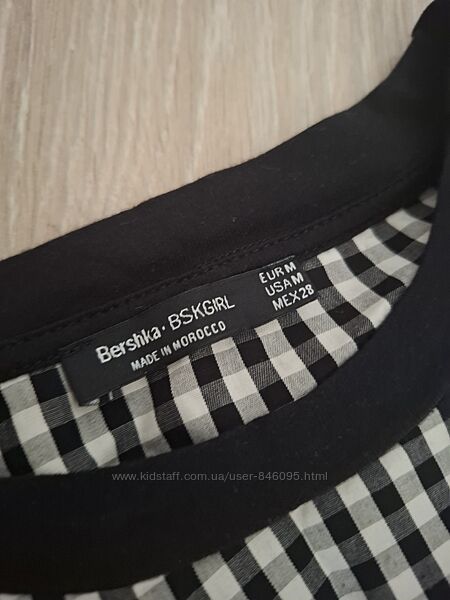 Bershka · BSKGIRL
MADE IN MOROCCO
EUR M
USA M
MEX 28
www.kidstaff.com.ua/user-846095.html